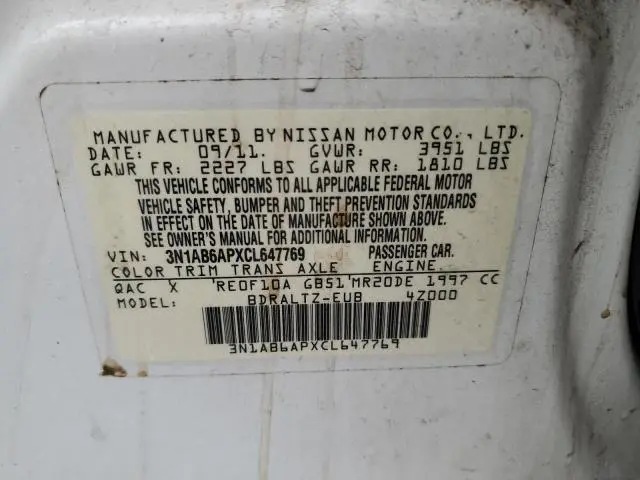 MANUFACTURED BY NISSAN MOTOR CO., LTD.
DATE: 09/11. GVWR: 3951 LBS
GAWR FR: 2227 LBS GAWR RR: 1810 LBS
THIS VEHICLE CONFORMS TO ALL APPLICABLE FEDERAL MOTOR
VEHICLE SAFETY, BUMPER AND THEFT PREVENTION STANDARDS
IN EFFECT ON THE DATE OF MANUFACTURE SHOWN ABOVE.
SEE OWNER'S MANUAL FOR ADDITIONAL INFORMATION.
VIN: 3N1AB6APXCL647769 PASSENGER CAR.
COLOR TRIM TRANS AXLE ENGINE
QAC X 'RE0F10A GB51'MR20DE 1997 CC
MODEL: BDRALTZ-EUB 4Z000
3N1AB6APXCL647769